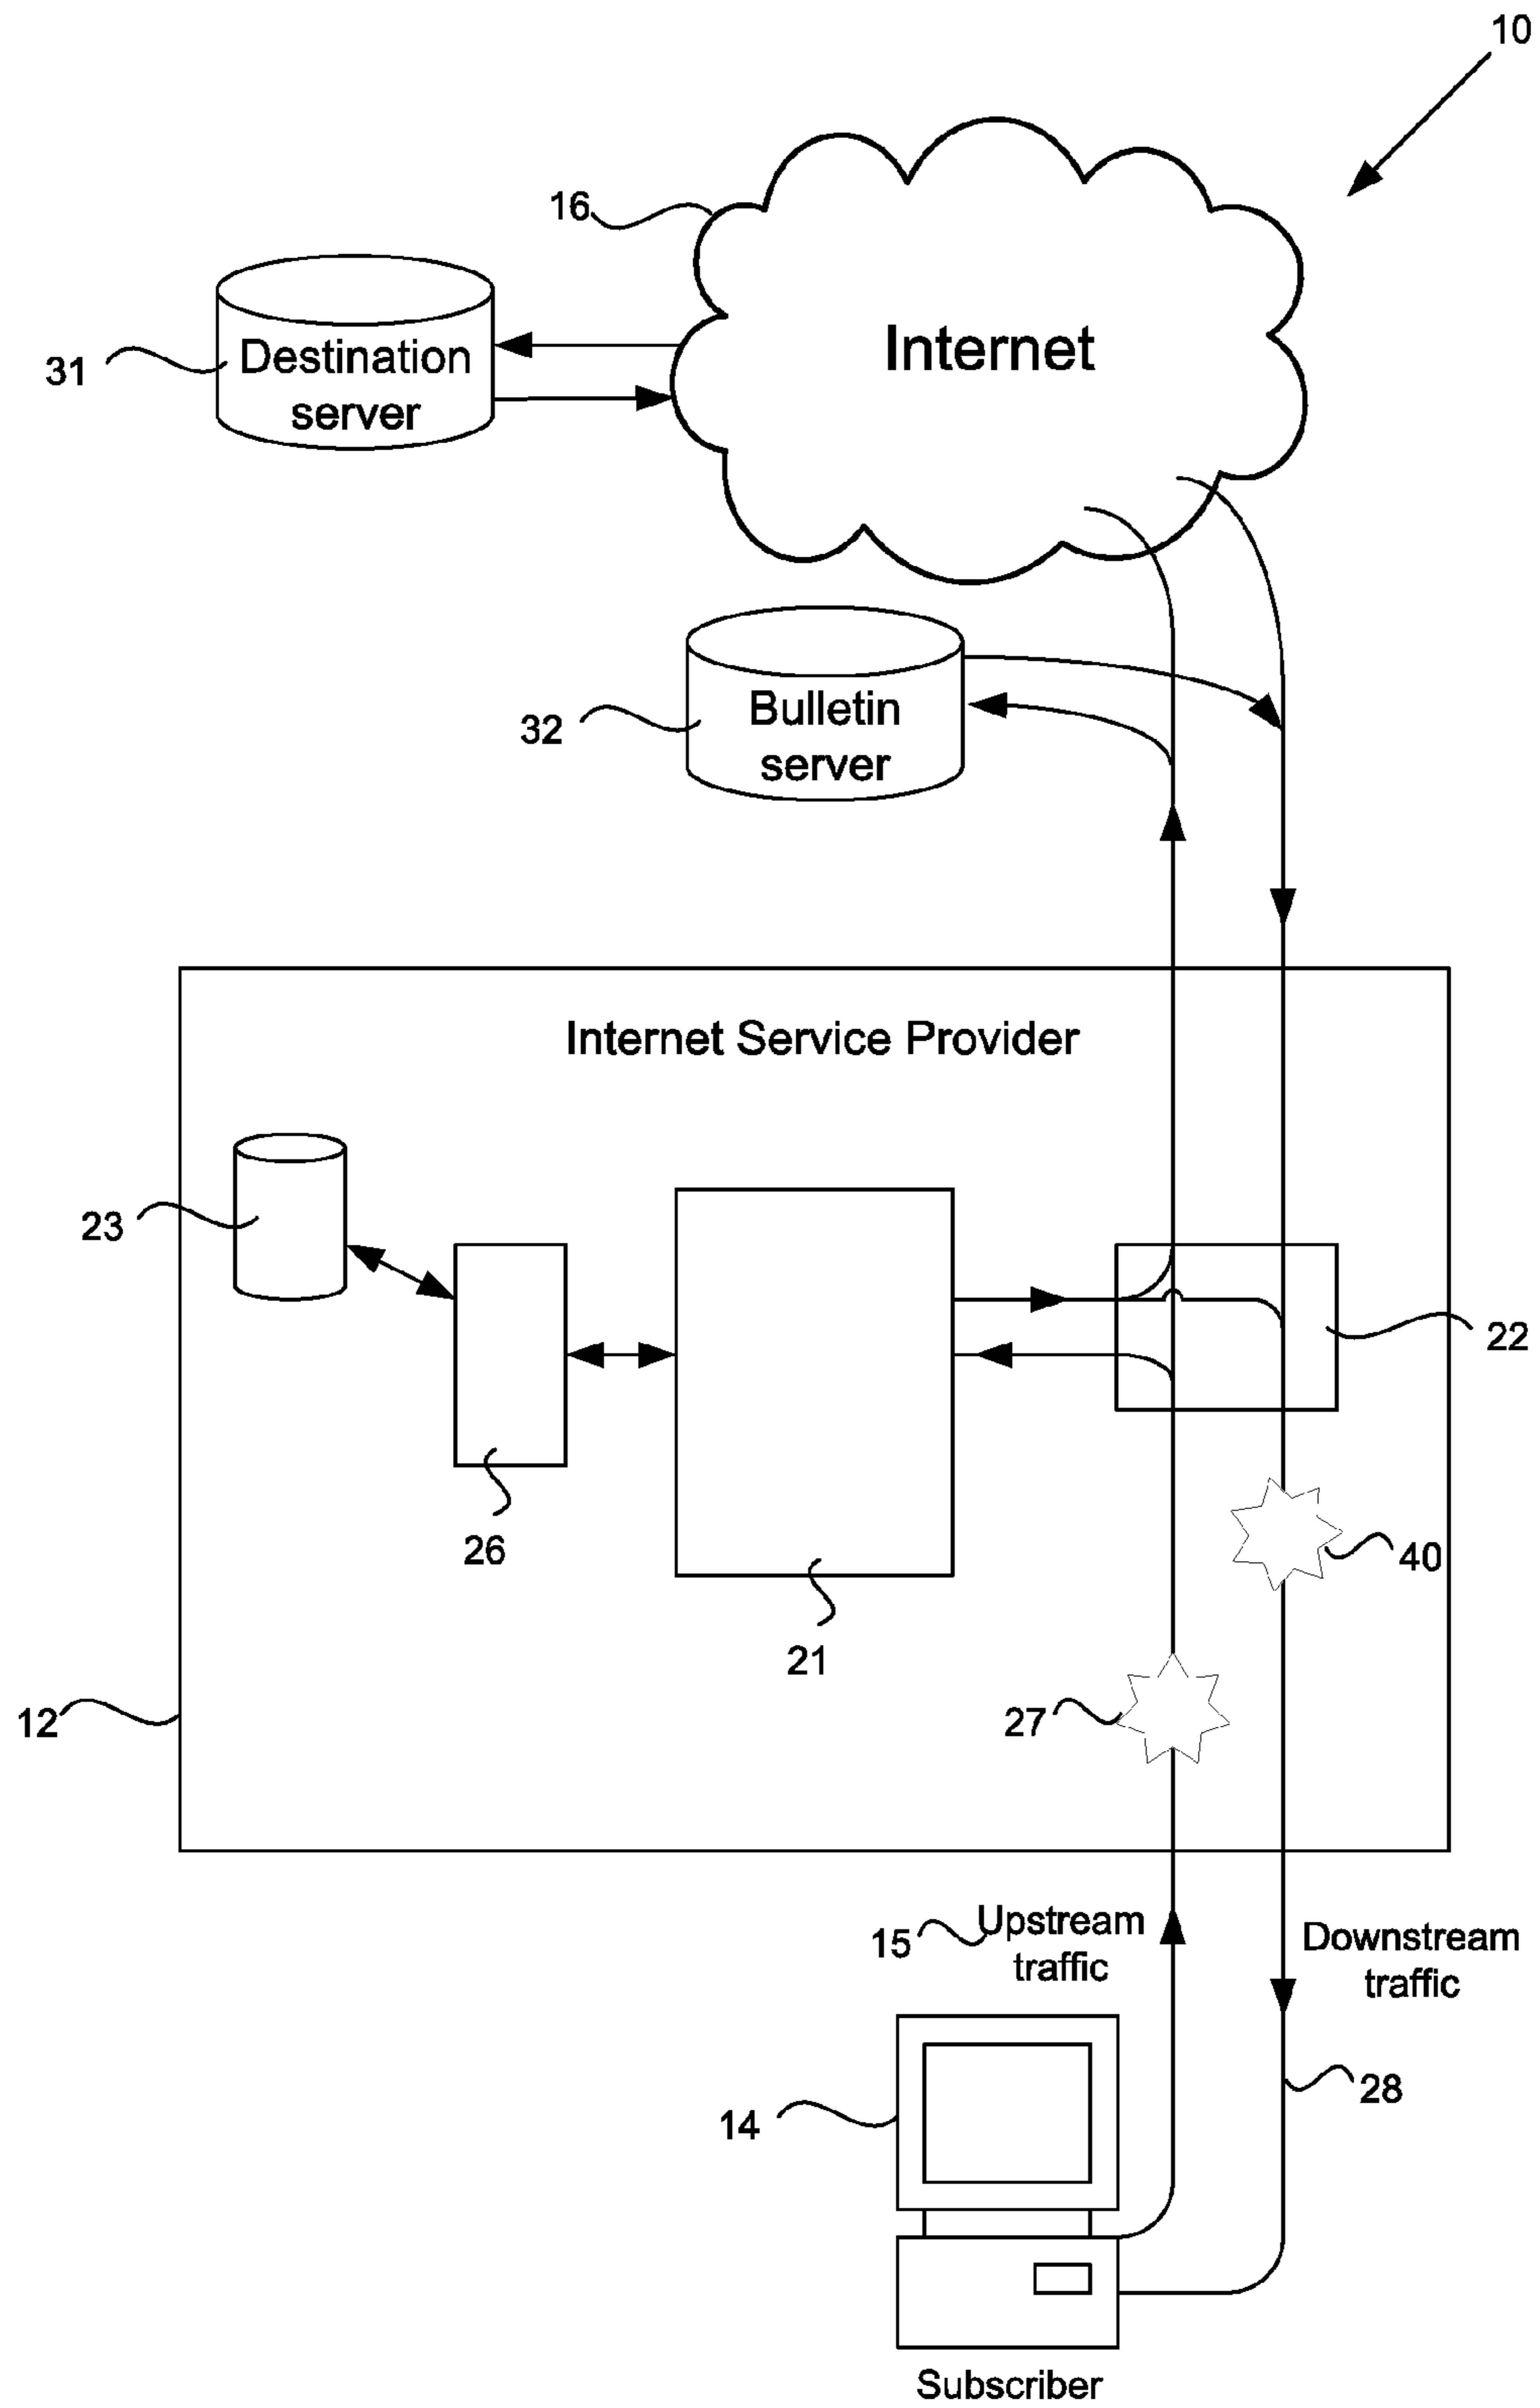 10
16
Internet
31
Destination
server
32
Bulletin
server
Internet Service Provider
23
22
26
40
21
12
27
15
Upstream
traffic
Downstream
traffic
28
14
Subscriber